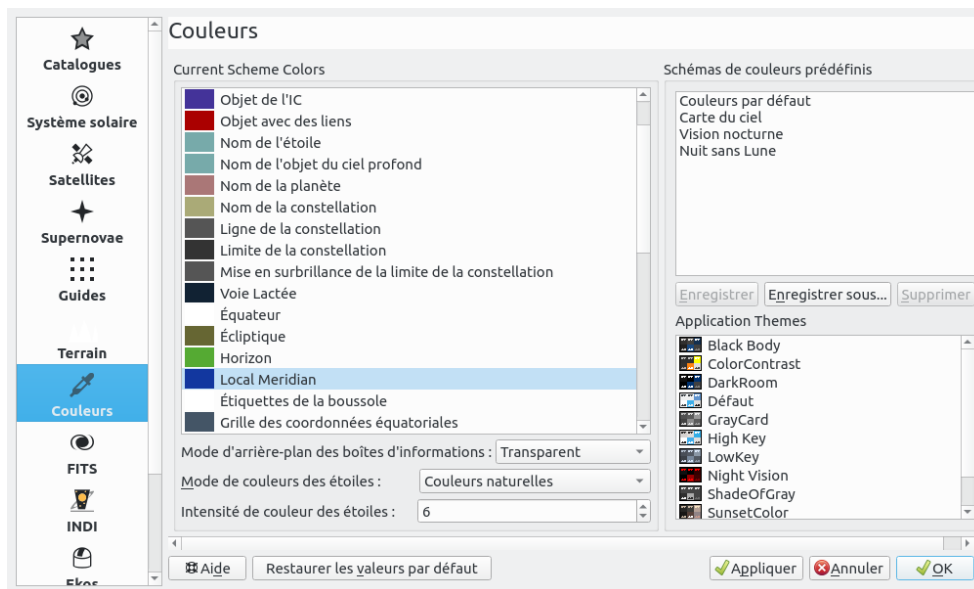 Catalogues
Système solaire
Satellites
Supernovae
Guides
Terrain
Couleurs
FITS
INDI
Ekos
Couleurs
Current Scheme Colors
Objet de l'IC
Objet avec des liens
Nom de l'étoile
Nom de l'objet du ciel profond
Nom de la planète
Nom de la constellation
Ligne de la constellation
Limite de la constellation
Mise en surbrillance de la limite de la constellation
Voie Lactée
Équateur
Écliptique
Horizon
Local Meridian
Étiquettes de la boussole
Grille des coordonnées équatoriales
Mode d'arrière-plan des boîtes d'informations : Transparent
Mode de couleurs des étoiles : Couleurs naturelles
Intensité de couleur des étoiles : 6
Schémas de couleurs prédéfinis
Couleurs par défaut
Carte du ciel
Vision nocturne
Nuit sans Lune
Enregistrer Enregistrer sous... Supprimer
Application Themes
Black Body
ColorContrast
DarkRoom
Défaut
GrayCard
High Key
LowKey
Night Vision
ShadeOfGray
SunsetColor
Aide Restaurer les valeurs par défaut Appliquer Annuler OK